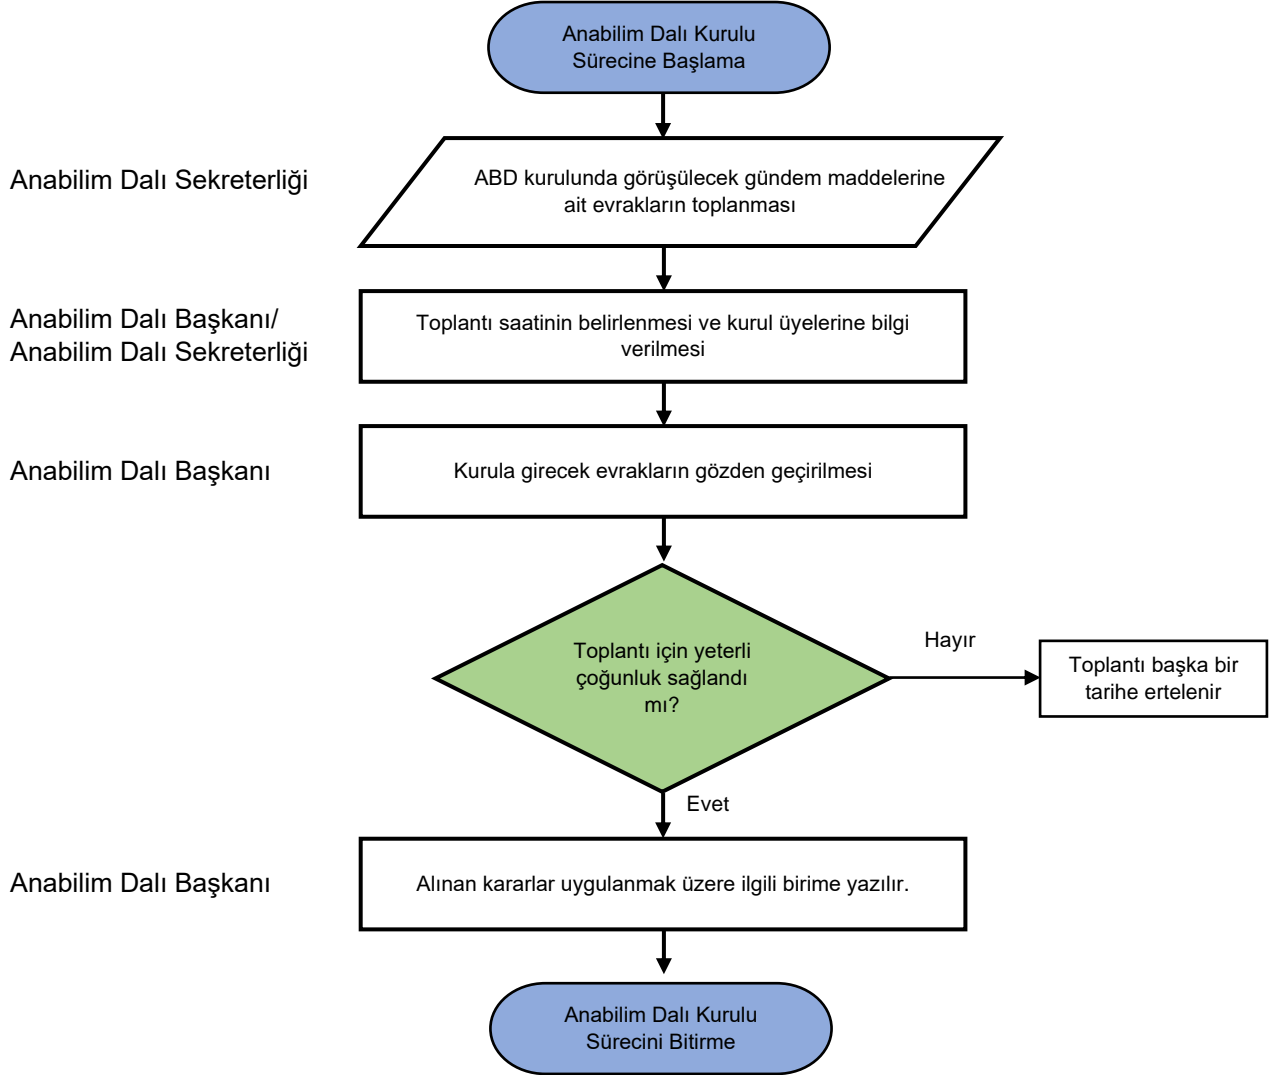 Anabilim Dalı Kurulu
Sürecine Başlama
Anabilim Dalı Sekreterliği
ABD kurulunda görüşülecek gündem maddelerine
ait evrakların toplanması
Anabilim Dalı Başkanı/
Anabilim Dalı Sekreterliği
Toplantı saatinin belirlenmesi ve kurul üyelerine bilgi
verilmesi
Anabilim Dalı Başkanı
Kurula girecek evrakların gözden geçirilmesi
Toplantı için yeterli
çoğunluk sağlandı
mı?
Hayır
Toplantı başka bir
tarihe ertelenir
Evet
Anabilim Dalı Başkanı
Alınan kararlar uygulanmak üzere ilgili birime yazılır.
Anabilim Dalı Kurulu
Sürecini Bitirme